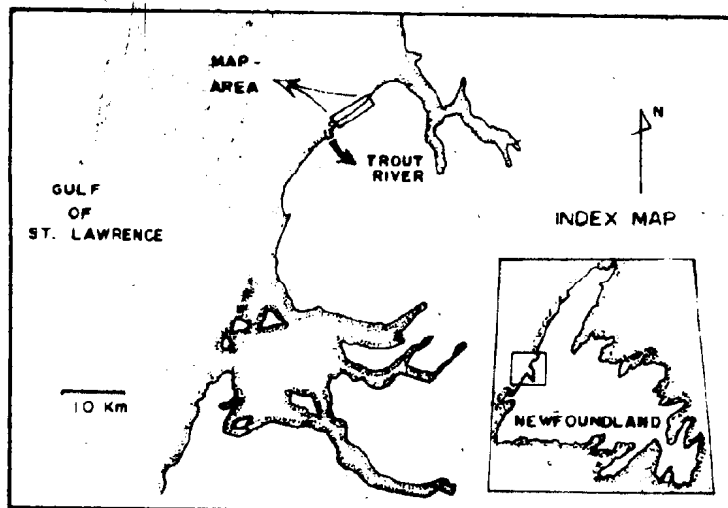 MAP-
AREA
N
TROUT
RIVER
GULF
OF
ST. LAWRENCE
INDEX MAP
10 Km
NEWFOUNDLAND